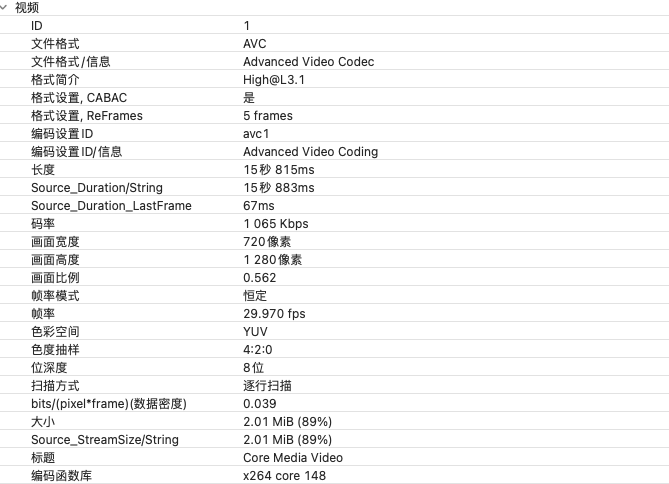 视频
ID 1
文件格式 AVC
文件格式/信息 Advanced Video Codec
格式简介 High@L3.1
格式设置, CABAC 是
格式设置, ReFrames 5 frames
编码设置ID avc1
编码设置ID/信息 Advanced Video Coding
长度 15秒 815ms
Source_Duration/String 15秒 883ms
Source_Duration_LastFrame 67ms
码率 1 065 Kbps
画面宽度 720像素
画面高度 1 280像素
画面比例 0.562
帧率模式 恒定
帧率 29.970 fps
色彩空间 YUV
色度抽样 4:2:0
位深度 8位
扫描方式 逐行扫描
bits/(pixel*frame)(数据密度) 0.039
大小 2.01 MiB (89%)
Source_StreamSize/String 2.01 MiB (89%)
标题 Core Media Video
编码函数库 x264 core 148